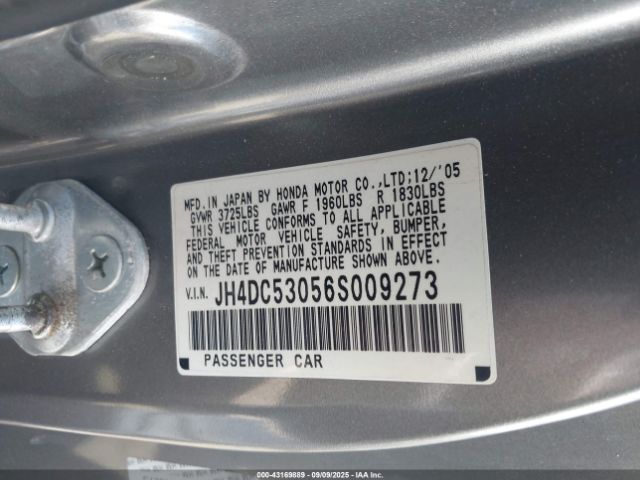 MFD.IN JAPAN BY HONDA MOTOR CO.,LTD;12/'05
GVWR 3725LBS GAWR F 1960LBS R 1830LBS
THIS VEHICLE CONFORMS TO ALL APPLICABLE
FEDERAL MOTOR VEHICLE SAFETY, BUMPER,
AND THEFT PREVENTION STANDARDS IN EFFECT
ON THE DATE OF MANUFACTURE SHOWN ABOVE.
V.I.N. JH4DC53056S009273
PASSENGER CAR
© IAA - 43169889 - 09/09/2025 - IAAI.COM